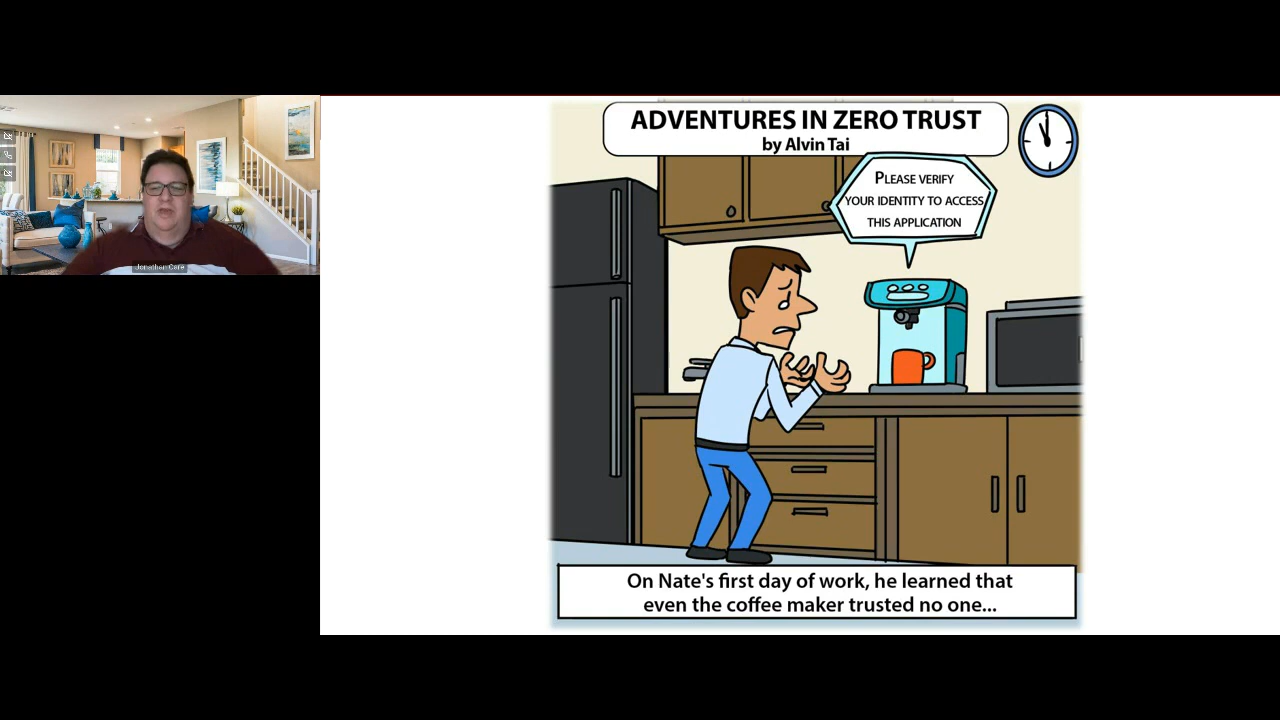 Jonathan Care
ADVENTURES IN ZERO TRUST
by Alvin Tai
PLEASE VERIFY
YOUR IDENTITY TO ACCESS
THIS APPLICATION
On Nate's first day of work, he learned that
even the coffee maker trusted no one...